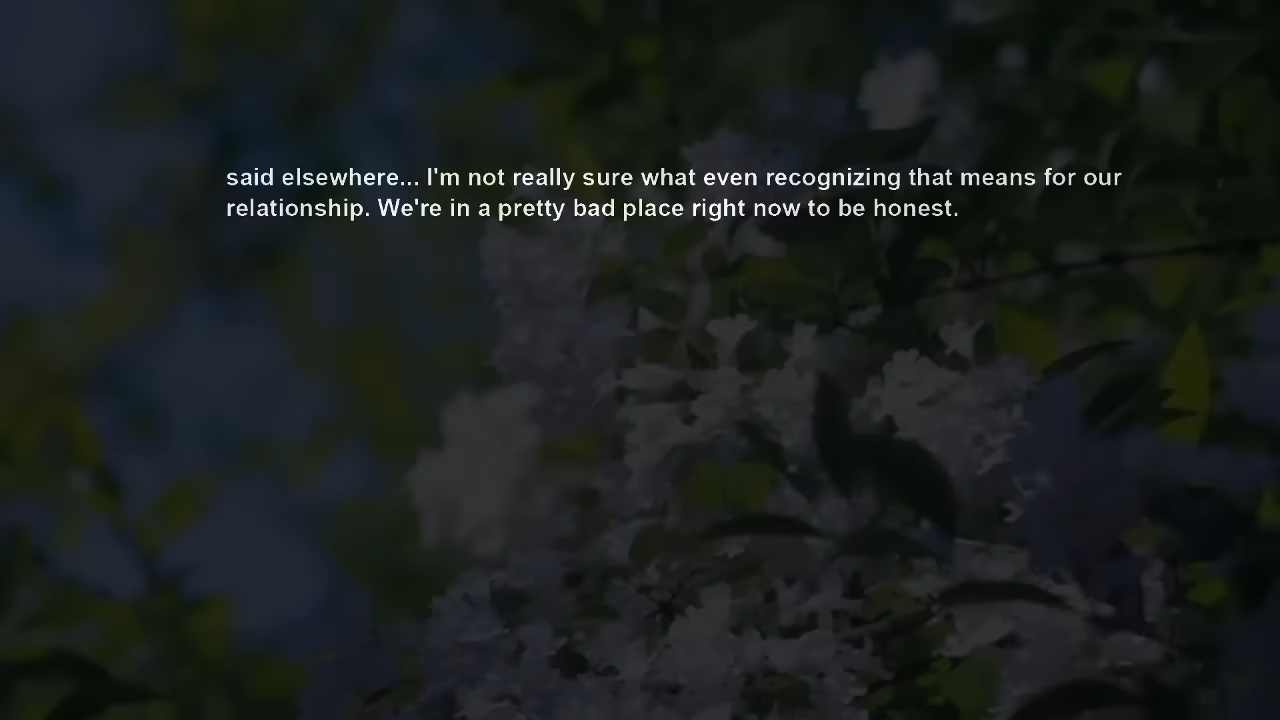 said elsewhere... I'm not really sure what even recognizing that means for our
relationship. We're in a pretty bad place right now to be honest.